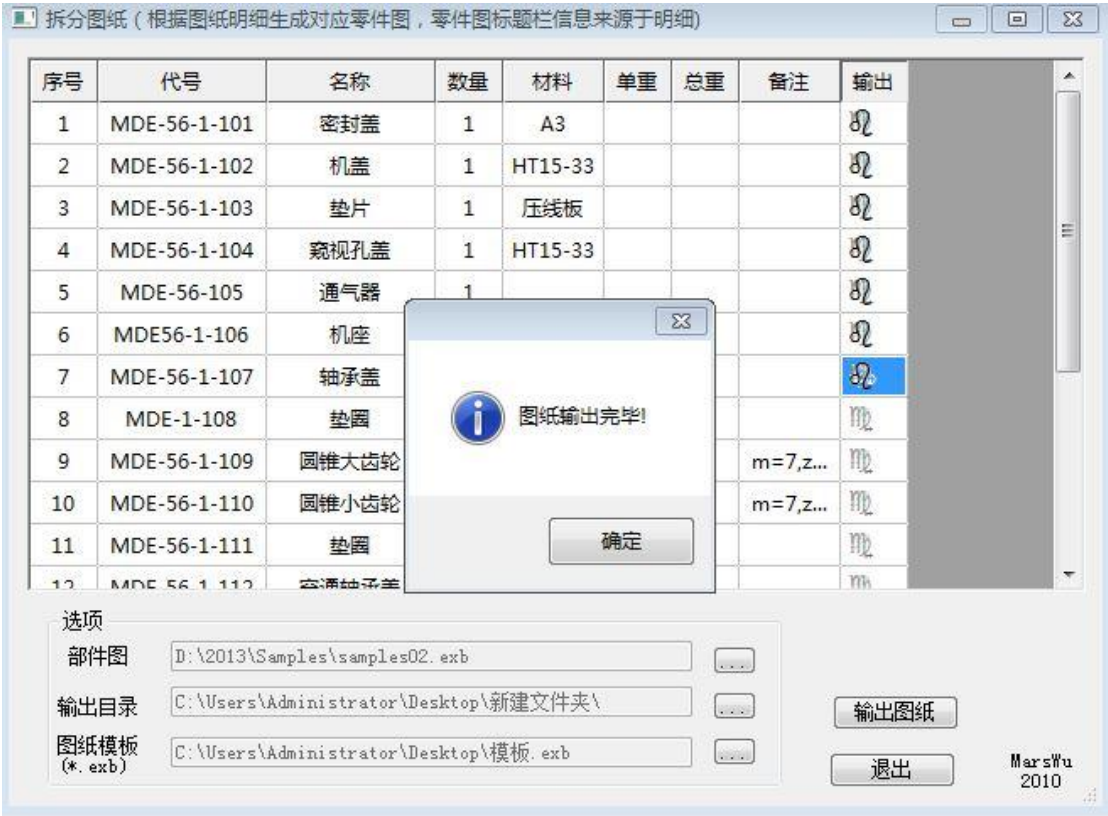 拆分图纸(根据图纸明细生成对应零件图,零件图标题栏信息来源于明细)
序号 代号 名称 数量 材料 单重 总重 备注 输出
1 MDE-56-1-101 密封盖 1 A3
2 MDE-56-1-102 机盖 1 HT15-33
3 MDE-56-1-103 垫片 1 压线板
4 MDE-56-1-104 窥视孔盖 1 HT15-33
5 MDE-56-105 通气器 1
6 MDE56-1-106 机座
7 MDE-56-1-107 轴承盖
8 MDE-1-108 垫圈
9 MDE-56-1-109 圆锥大齿轮 m=7,z...
10 MDE-56-1-110 圆锥小齿轮 m=7,z...
11 MDE-56-1-111 垫圈
12 MDE-56-1-112
图纸输出完毕!
确定
选项
部件图 D:\2013\Samples\samples02.exb ...
输出目录 C:\Users\Administrator\Desktop\新建文件夹\ ...
图纸模板 C:\Users\Administrator\Desktop\模板.exb ...
(*.exb)
输出图纸
退出
MarsWu
2010